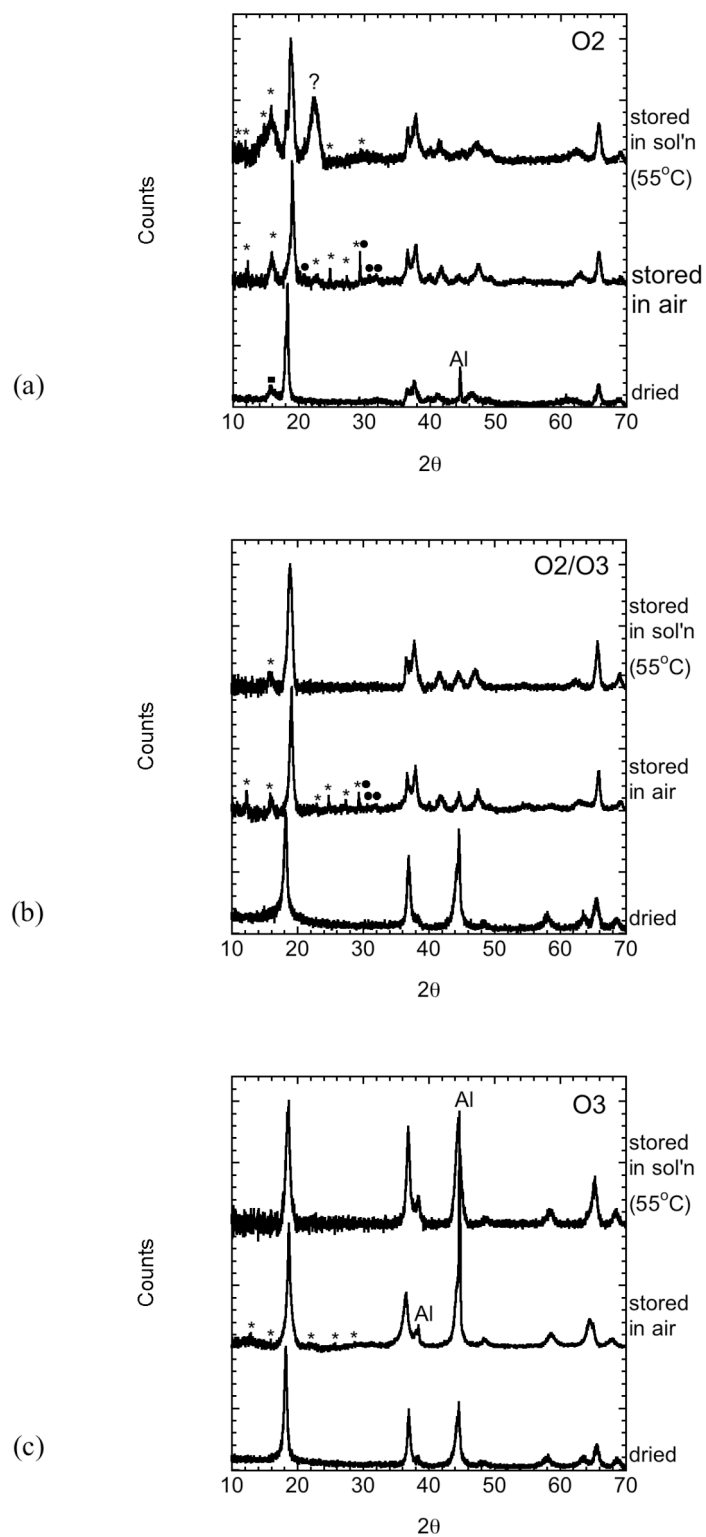 O2
?
*
*
**
*
*
stored
in sol'n
(55°C)
Counts
* * * * * *●
● ●●
stored
in air
Al
■
(a)
dried
10 20 30 40 50 60 70
2θ
O2/O3
stored
in sol'n
(55°C)
*
Counts
stored
in air
* * * * * *●
●●
(b)
dried
10 20 30 40 50 60 70
2θ
Al
O3
stored
in sol'n
(55°C)
Counts
Al
stored
in air
* * * * *
(c)
dried
10 20 30 40 50 60 70
2θ